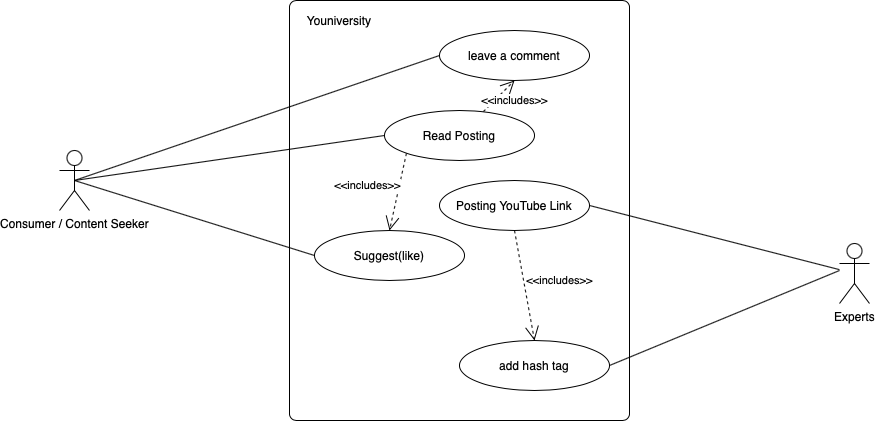 Youniversity
leave a comment
<<includes>>
Read Posting
<<includes>>
Posting YouTube Link
Consumer / Content Seeker
Suggest(like)
<<includes>>
Experts
add hash tag